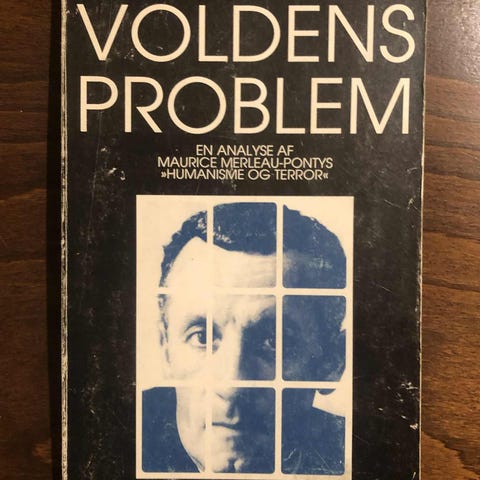 VOLDENS
PROBLEM
EN ANALYSE AF
MAURICE MERLEAU-PONTYS
»HUMANISME OG TERROR«